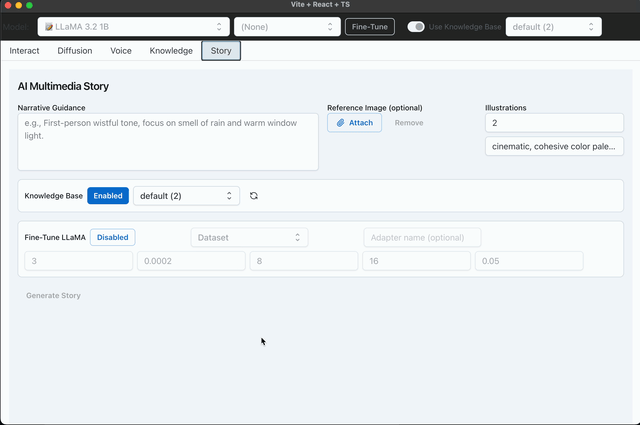 Vite + React + TS
Model LLaMA 3.2 1B (None) Fine-Tune Use Knowledge Base default (2)
Interact Diffusion Voice Knowledge Story
AI Multimedia Story
Narrative Guidance Reference Image (optional) Illustrations
e.g., First-person wistful tone, focus on smell of rain and warm window
light.
Attach Remove 2
cinematic, cohesive color pale...
Knowledge Base Enabled default (2)
Fine-Tune LLaMA Disabled Dataset Adapter name (optional)
3 0.0002 8 16 0.05
Generate Story